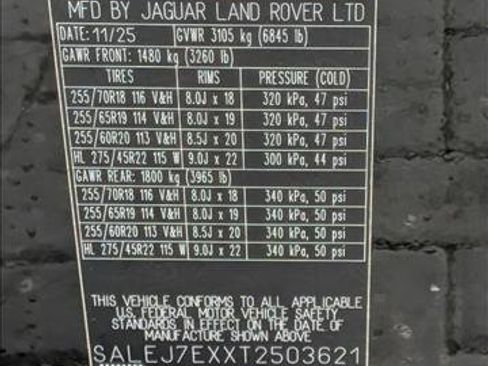 MFD BY JAGUAR LAND ROVER LTD
DATE: 11/25 GVWR 3105 kg (6845 lb)
GAWR FRONT: 1480 kg (3260 lb)
TIRES RIMS PRESSURE (COLD)
255/70R18 116 V&H 8.0J x 18 320 kPa, 47 psi
255/65R19 114 V&H 8.0J x 19 320 kPa, 47 psi
255/60R20 113 V&H 8.5J x 20 320 kPa, 47 psi
HL 275/45R22 115 W 9.0J x 22 300 kPa, 44 psi
GAWR REAR: 1800 kg (3965 lb)
255/70R18 116 V&H 8.0J x 18 340 kPa, 50 psi
255/65R19 114 V&H 8.0J x 19 340 kPa, 50 psi
255/60R20 113 V&H 8.5J x 20 340 kPa, 50 psi
HL 275/45R22 115 W 9.0J x 22 340 kPa, 50 psi
THIS VEHICLE CONFORMS TO ALL APPLICABLE
U.S. FEDERAL MOTOR VEHICLE SAFETY
STANDARDS IN EFFECT ON THE DATE OF
MANUFACTURE SHOWN ABOVE
SALEJ7EXXT2503621